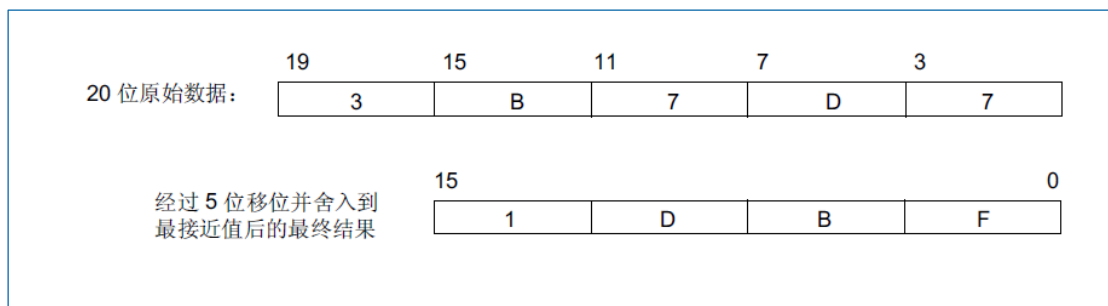 19 15 11 7 3
20 位原始数据： 3 B 7 D 7
15 0
经过 5 位移位并舍入到
最接近值后的最终结果
1 D B F